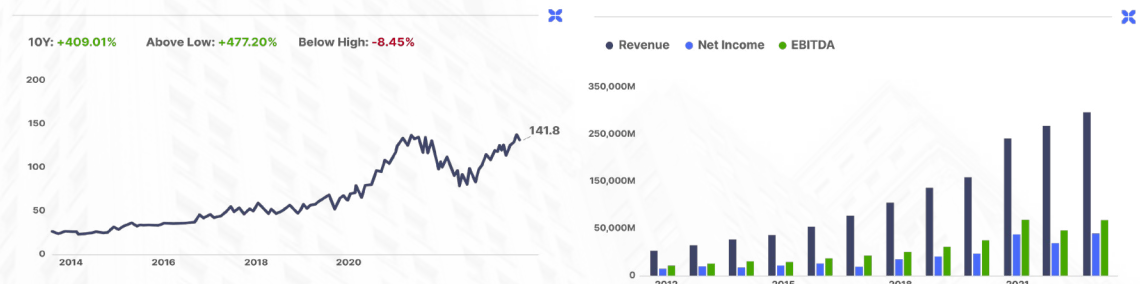 10Y: +409.01% Above Low: +477.20% Below High: -8.45%
200
150
141.8
100
50
0
2014 2016 2018 2020
Revenue Net Income EBITDA
350,000M
250,000M
150,000M
50,000M
0
2012 2015 2018 2021